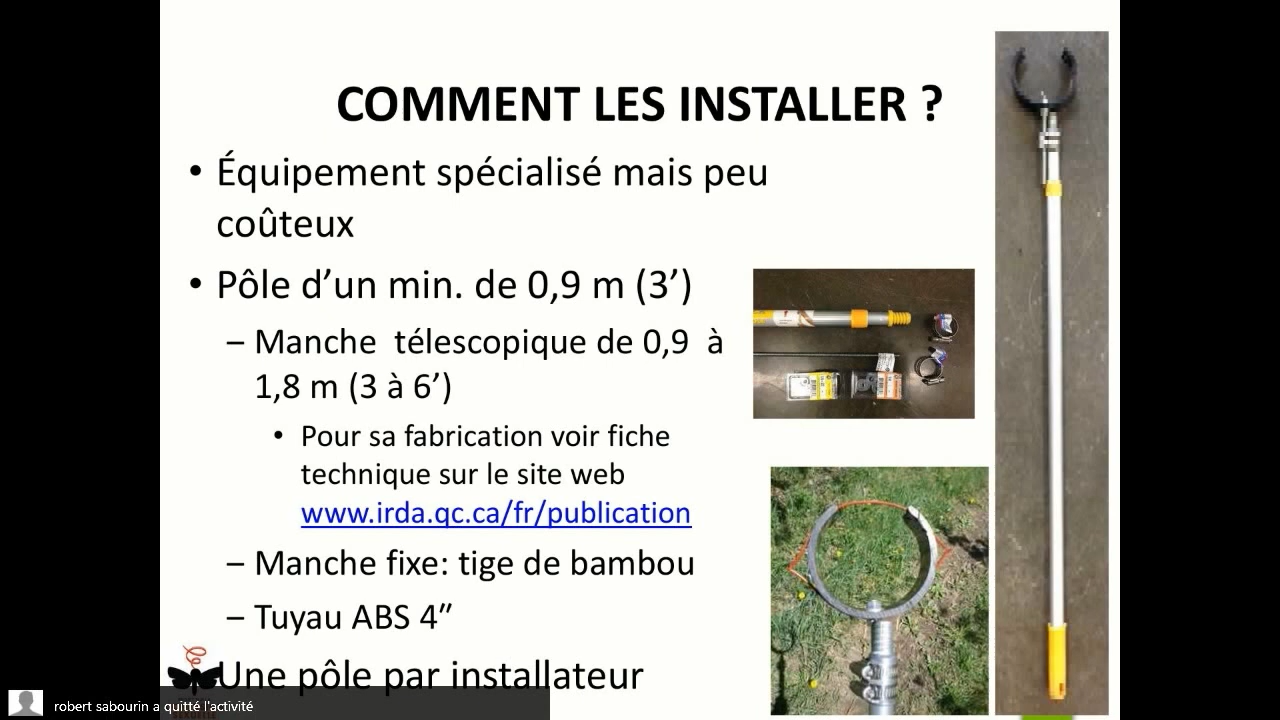 COMMENT LES INSTALLER ?
• Équipement spécialisé mais peu
coûteux
• Pôle d’un min. de 0,9 m (3’)
– Manche télescopique de 0,9 à
1,8 m (3 à 6’)
• Pour sa fabrication voir fiche
technique sur le site web
www.irda.qc.ca/fr/publication
– Manche fixe: tige de bambou
– Tuyau ABS 4″
Une pôle par installateur
robert sabourin a quitté l'activité